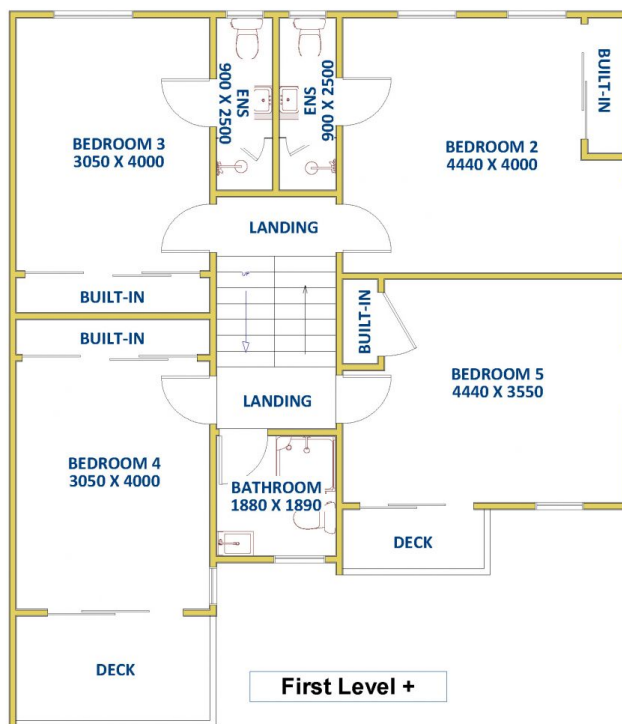 900 X 2500
ENS
ENS
900 X 2500
BUILT-IN
BEDROOM 3
3050 X 4000
BEDROOM 2
4440 X 4000
LANDING
BUILT-IN
BUILT-IN
BUILT-IN
BEDROOM 5
4440 X 3550
LANDING
BEDROOM 4
3050 X 4000
BATHROOM
1880 X 1890
DECK
DECK
First Level +